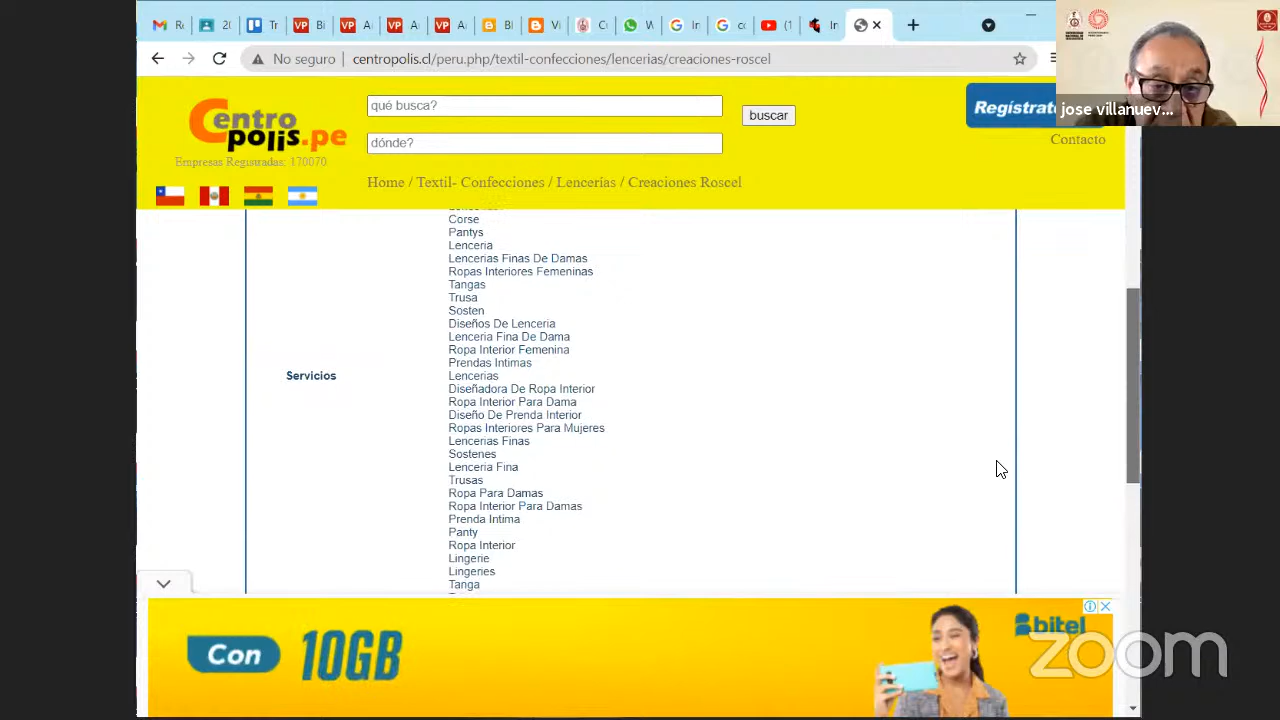 No seguro
entropolis.cl/peru.php/textil-confecciones/lencerias/creaciones-roscel
Centro
polis.pe
Empresas Registradas: 170070
qué busca?
buscar
dónde?
Home / Textil- Confecciones / Lencerías / Creaciones Roscel
Regístrat
Contacto
jose villanuev...
Servicios
Corse
Pantys
Lenceria
Lencerias Finas De Damas
Ropas Interiores Femeninas
Tangas
Trusa
Sosten
Diseños De Lenceria
Lenceria Fina De Dama
Ropa Interior Femenina
Prendas Intimas
Lencerias
Diseñadora De Ropa Interior
Ropa Interior Para Dama
Diseño De Prenda Interior
Ropas Interiores Para Mujeres
Lencerias Finas
Sostenes
Lenceria Fina
Trusas
Ropa Para Damas
Ropa Interior Para Damas
Prenda Intima
Panty
Ropa Interior
Lingerie
Lingeries
Tanga
Con 10GB
bitel
zoom